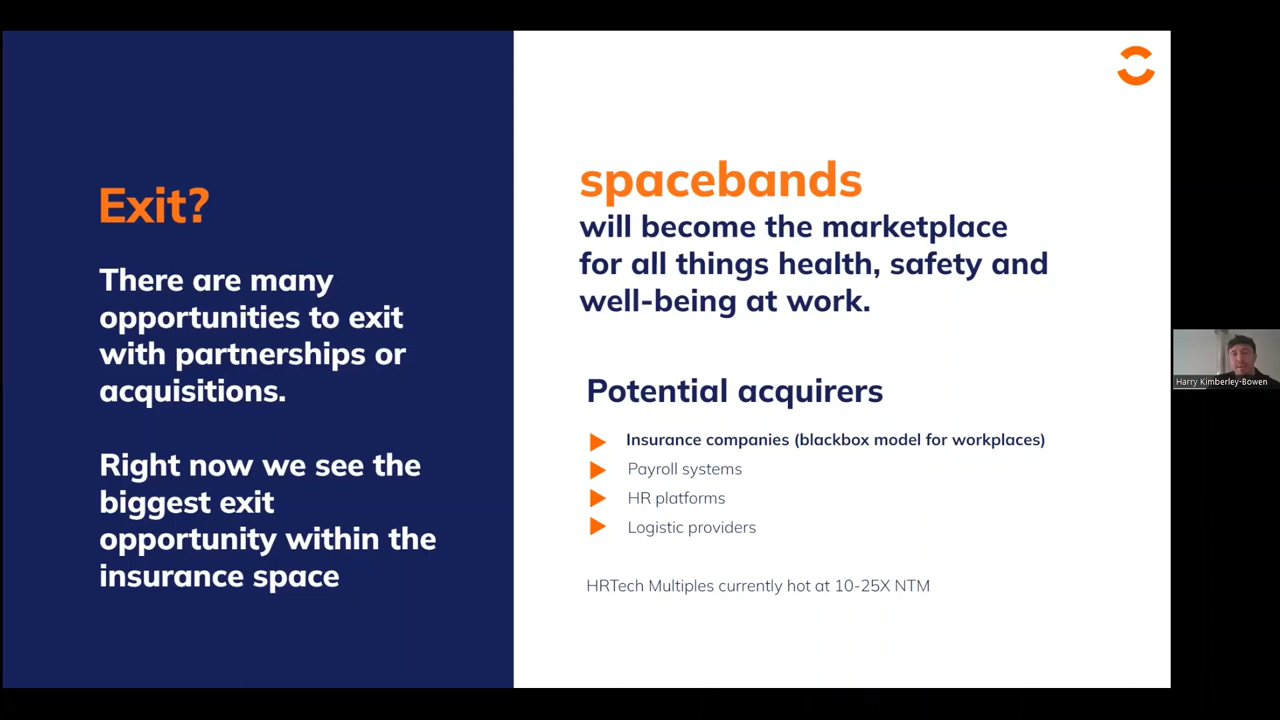 Exit?
There are many
opportunities to exit
with partnerships or
acquisitions.
Right now we see the
biggest exit
opportunity within the
insurance space
spacebands
will become the marketplace
for all things health, safety and
well-being at work.
Potential acquirers
Insurance companies (blackbox model for workplaces)
Payroll systems
HR platforms
Logistic providers
HRTech Multiples currently hot at 10-25X NTM
Harry Kimberley-Bowen